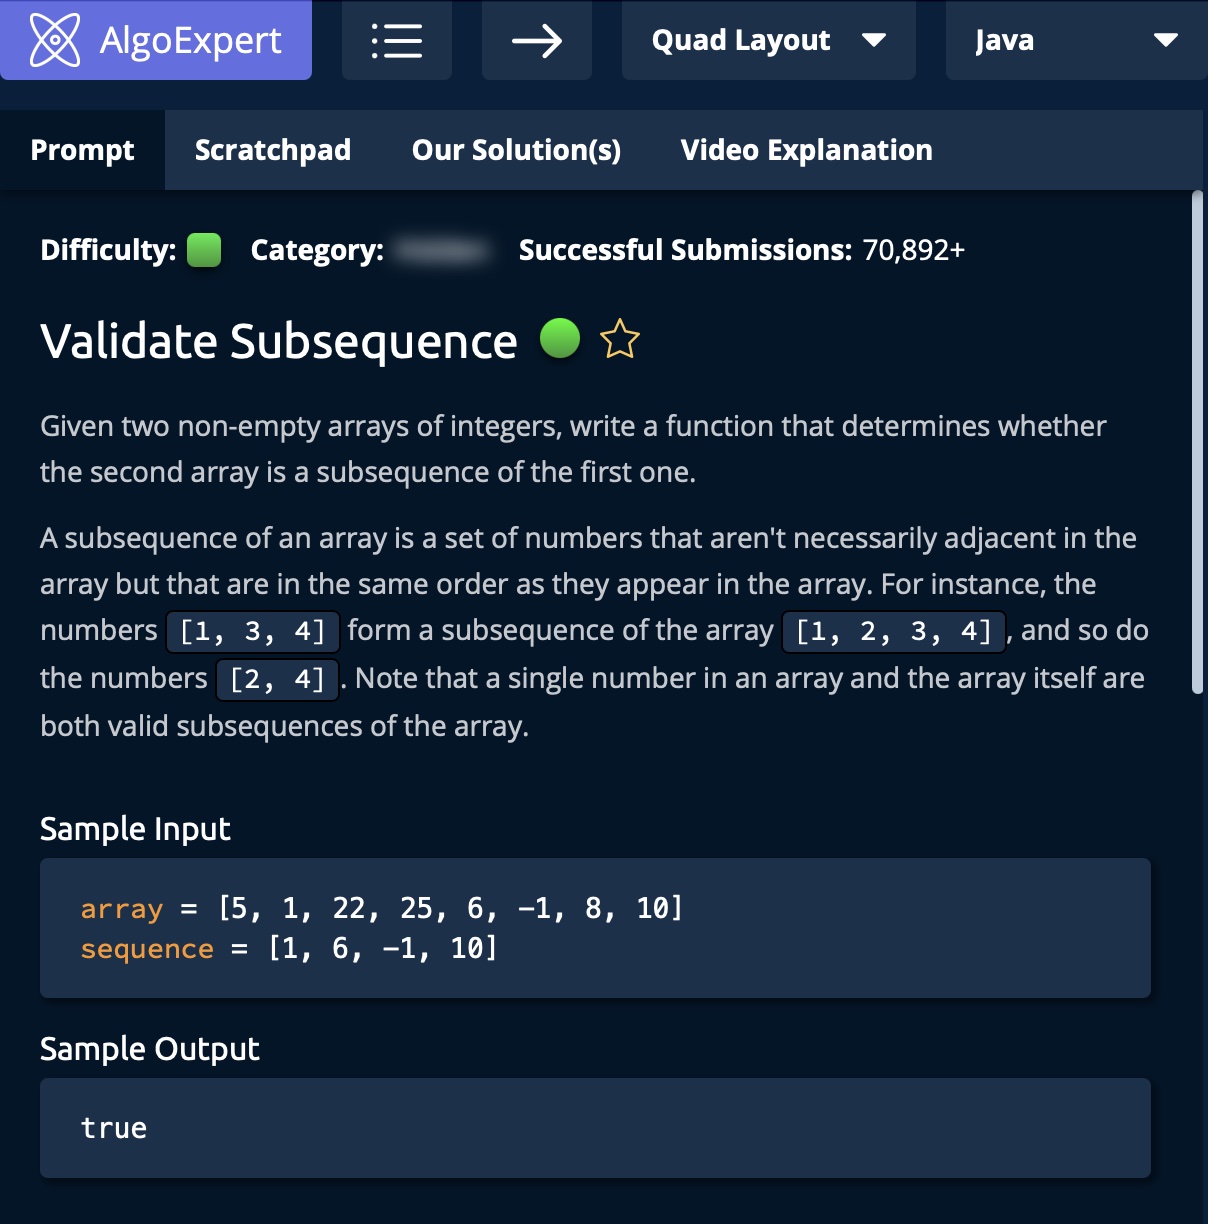 AlgoExpert
Quad Layout
Java
Prompt
Scratchpad
Our Solution(s)
Video Explanation
Difficulty:
Category:
Successful Submissions: 70,892+
Validate Subsequence
Given two non-empty arrays of integers, write a function that determines whether
the second array is a subsequence of the first one.
A subsequence of an array is a set of numbers that aren't necessarily adjacent in the
array but that are in the same order as they appear in the array. For instance, the
numbers [1, 3, 4] form a subsequence of the array [1, 2, 3, 4] , and so do
the numbers [2, 4] . Note that a single number in an array and the array itself are
both valid subsequences of the array.
Sample Input
array = [5, 1, 22, 25, 6, -1, 8, 10]
sequence = [1, 6, -1, 10]
Sample Output
true